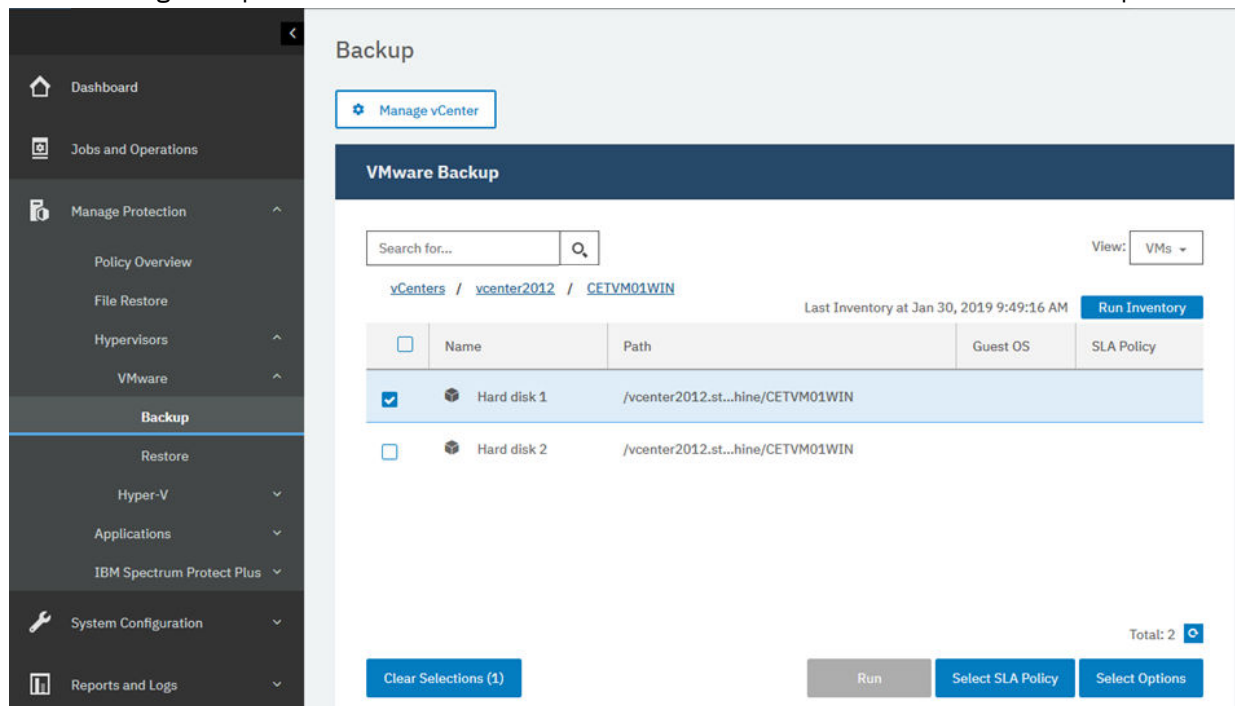 Backup
Dashboard
Manage vCenter
Jobs and Operations
VMware Backup
Manage Protection
Search for...
View: VMs
Policy Overview
vCenters / vcenter2012 / CETVM01WIN
File Restore
Last Inventory at Jan 30, 2019 9:49:16 AM Run Inventory
Hypervisors
Name Path Guest OS SLA Policy
VMware
Hard disk 1 /vcenter2012.st...hine/CETVM01WIN
Backup
Hard disk 2 /vcenter2012.st...hine/CETVM01WIN
Restore
Hyper-V
Applications
IBM Spectrum Protect Plus
System Configuration
Total: 2
Reports and Logs
Clear Selections (1) Run Select SLA Policy Select Options